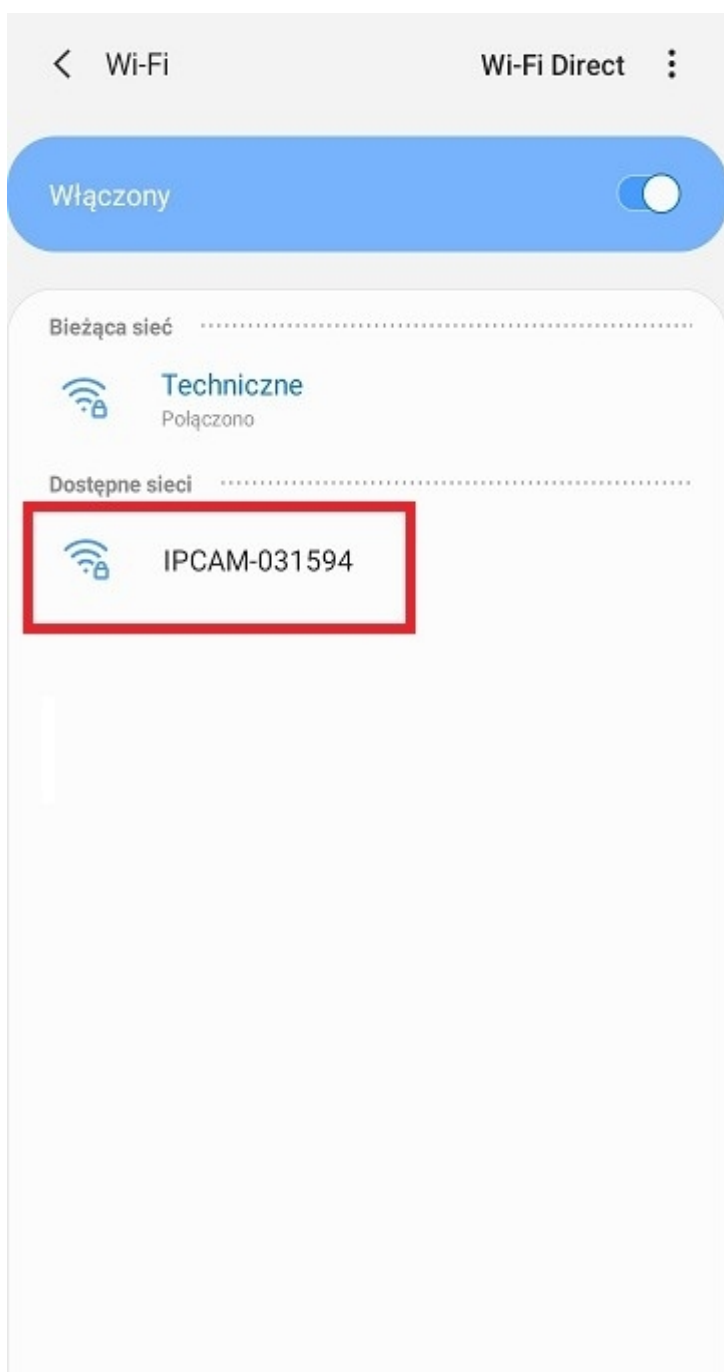 Wi-Fi Wi-Fi Direct
Włączony
Bieżąca sieć
Techniczne
Połączono
Dostępne sieci
IPCAM-031594